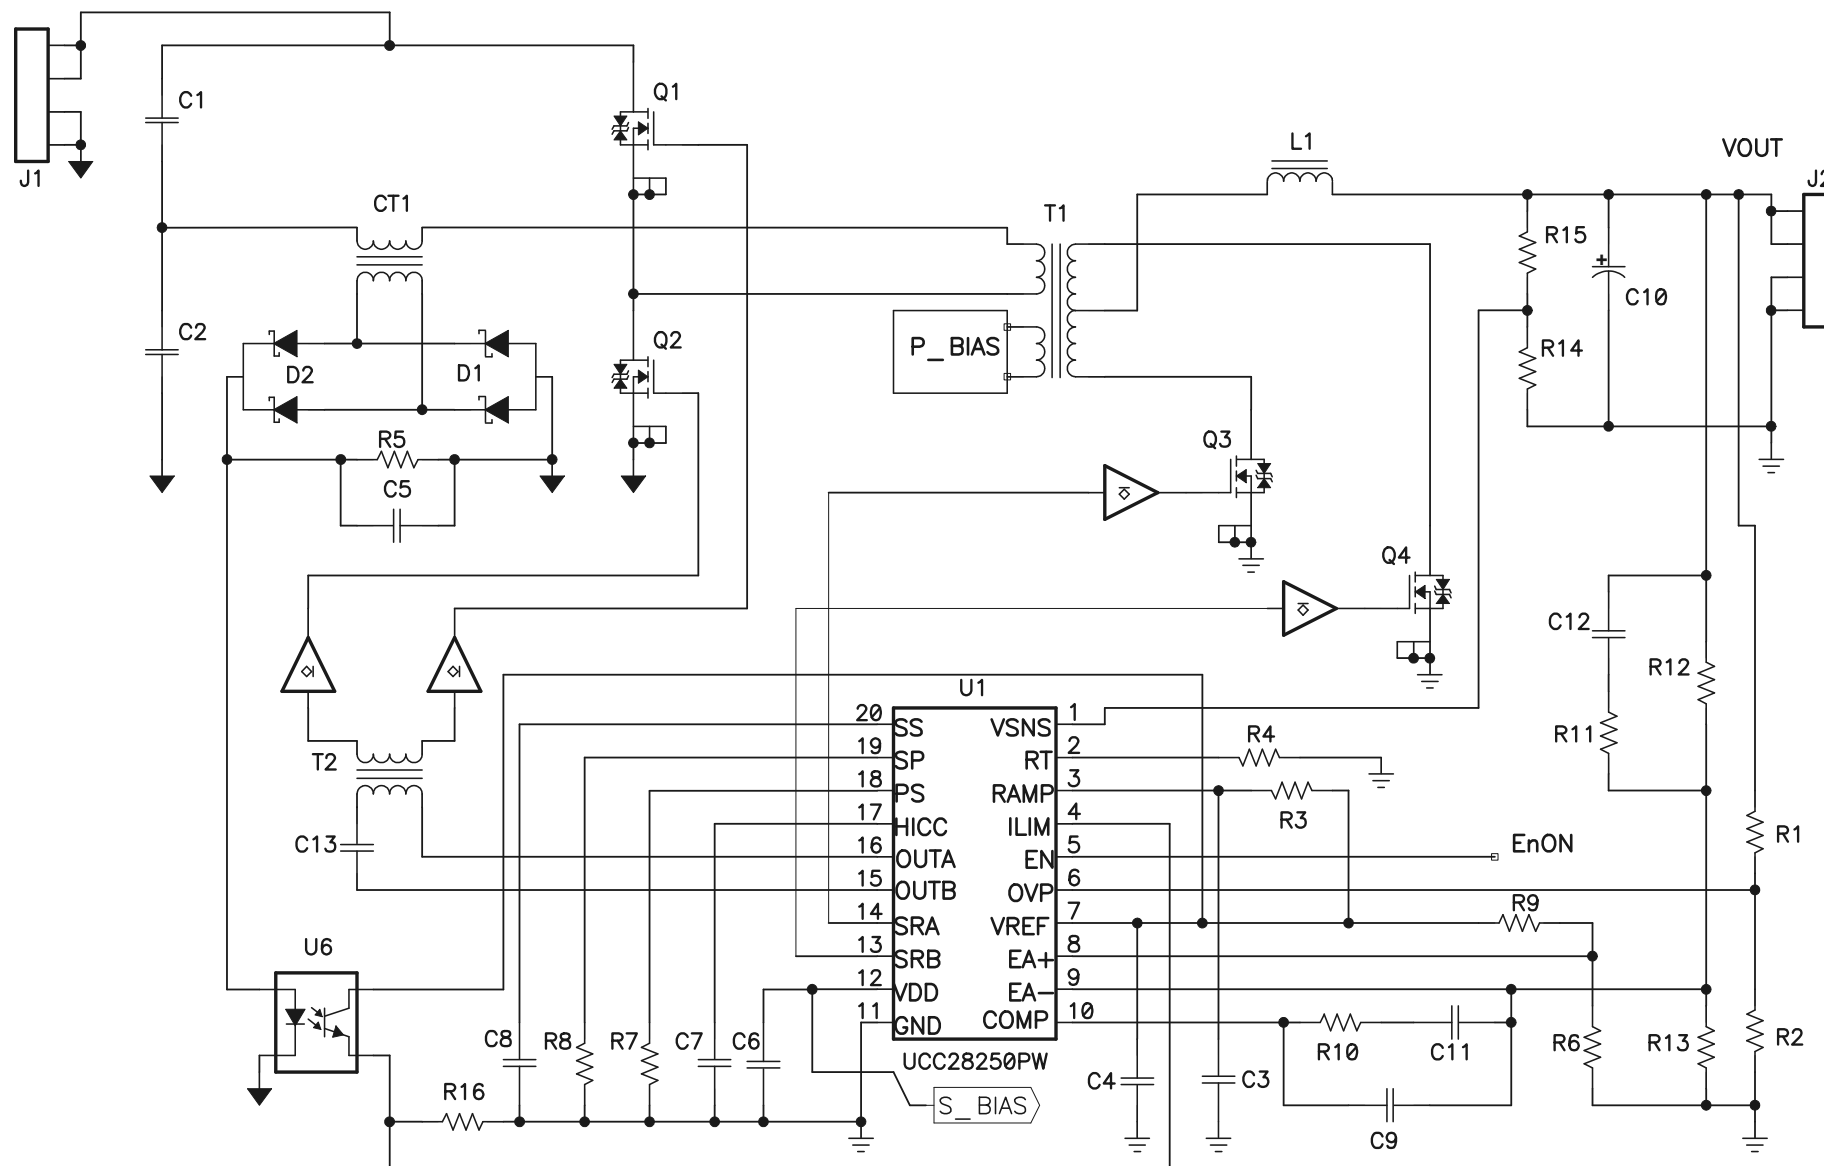 J1
C1
Q1
L1
VOUT
J2
CT1
T1
R15
C10
C2
Q2
P_BIAS
R14
D2
D1
R5
C5
Q3
Q4
C12
R12
R11
U1
T2
C13
20 SS
19 SP
18 PS
17 HICC
16 OUTA
15 OUTB
14 SRA
13 SRB
12 VDD
11 GND
VSNS 1
RT 2
RAMP 3
ILIM 4
EN 5
OVP 6
VREF 7
EA+ 8
EA- 9
COMP 10
UCC28250PW
R4
R3
EnON
R1
R9
U6
C8
R8
R7
C7
C6
R16
S_BIAS
C4
C3
R10
C11
C9
R6
R13
R2